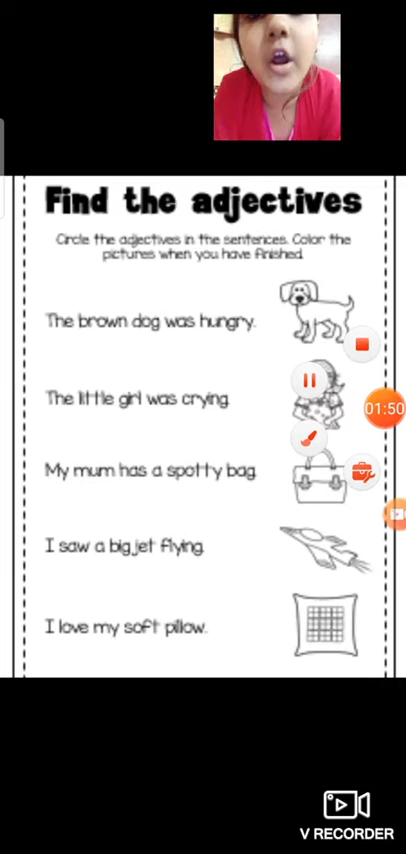 Find the adjectives
Circle the adjectives in the sentences. Color the
pictures when you have finished.
The brown dog was hungry.
The little girl was crying.
01:50
My mum has a spotty bag.
I saw a big jet flying.
I love my soft pillow.
V RECORDER